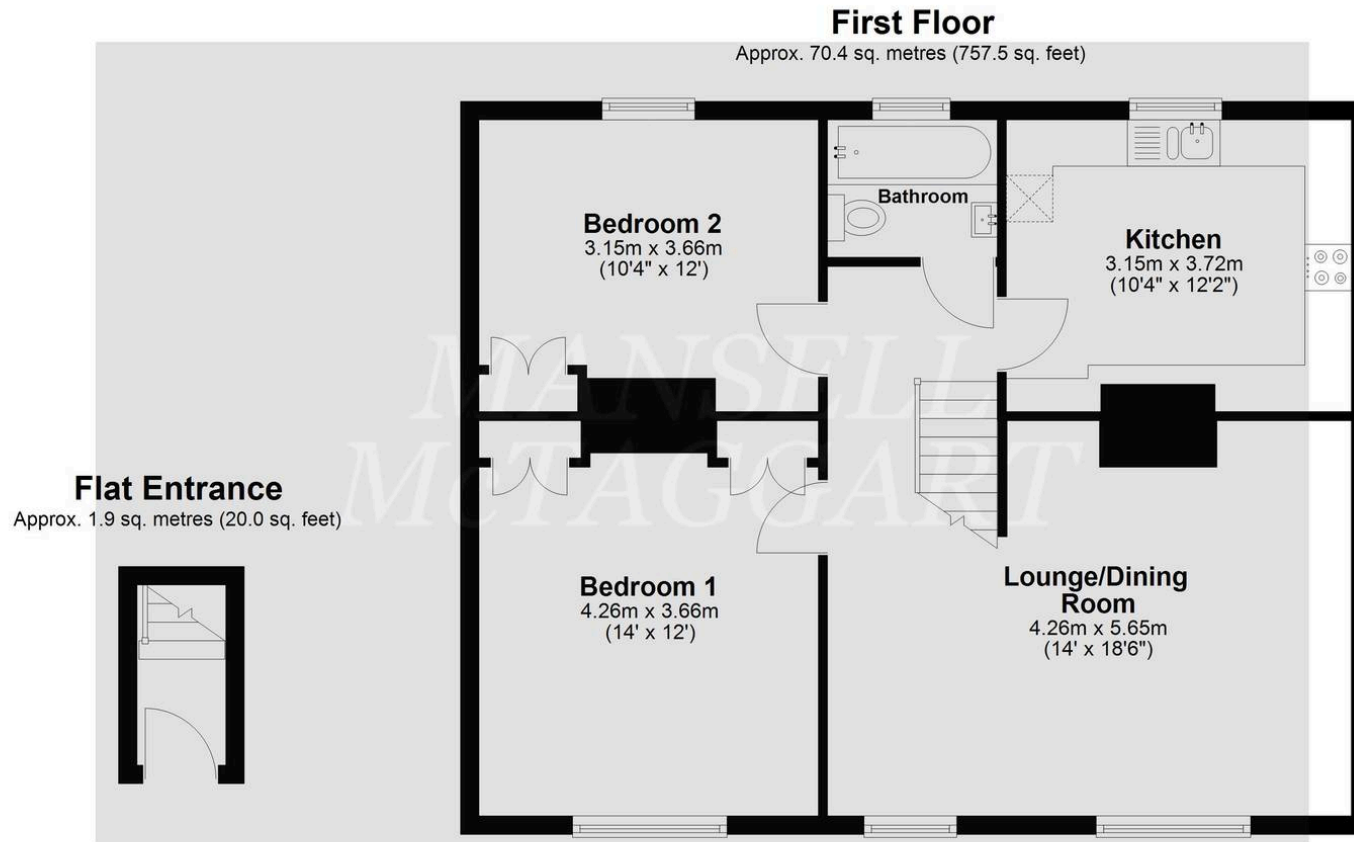 First Floor
Approx. 70.4 sq. metres (757.5 sq. feet)
Bedroom 2
3.15m x 3.66m
(10'4" x 12')
Bathroom
Kitchen
3.15m x 3.72m
(10'4" x 12'2")
MANSELL
McTAGGART
Flat Entrance
Approx. 1.9 sq. metres (20.0 sq. feet)
Bedroom 1
4.26m x 3.66m
(14' x 12')
Lounge/Dining
Room
4.26m x 5.65m
(14' x 18'6")